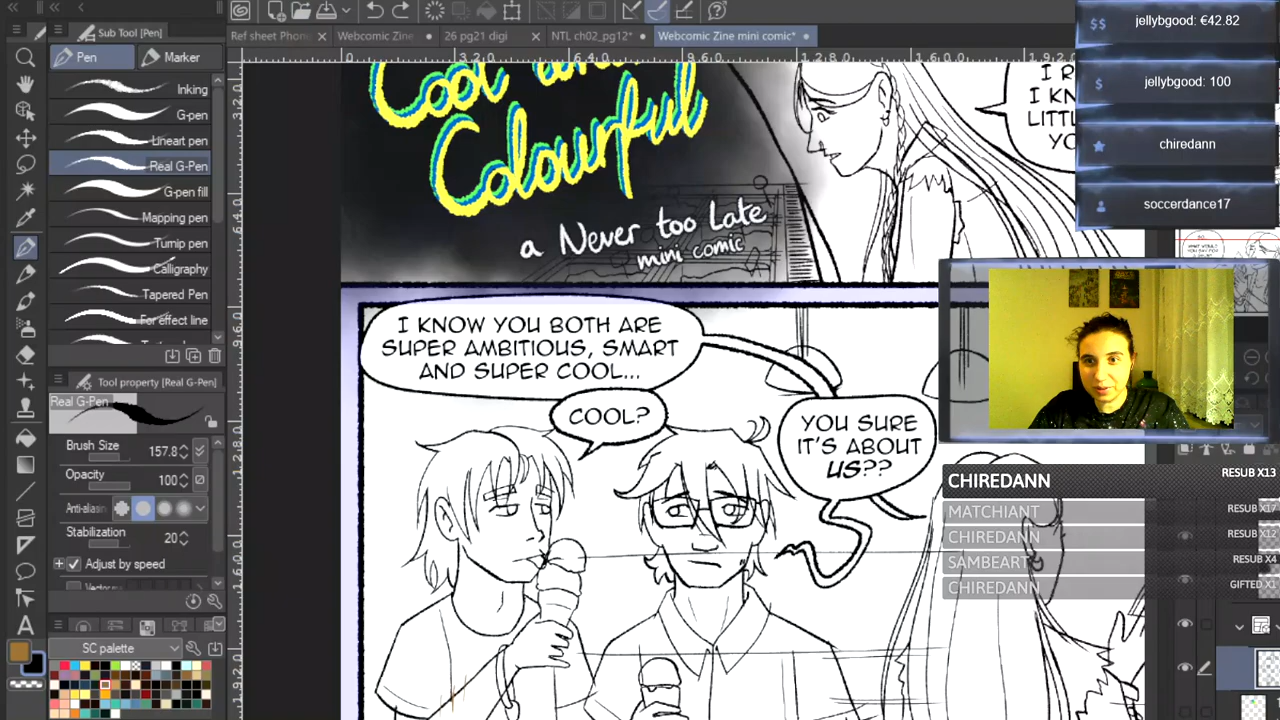 Sub Tool [Pen]
Pen
Marker
Inking
G-pen
Lineart pen
Real G-Pen
G-pen fill
Mapping pen
Turnip pen
Calligraphy
Tapered Pen
For effect line
Tool property [Real G-Pen]
Real G-Pen
Brush Size 157.8
Opacity 100
Anti-alias
Stabilization 20
Adjust by speed
SC palette
Webcomic Zine
26 pg21 digi
NTL ch02_pg12*
Webcomic Zine mini comic*
Cool
Colourful
a Never too Late
mini comic
I KNOW YOU BOTH ARE
SUPER AMBITIOUS, SMART
AND SUPER COOL...
COOL?
YOU SURE
IT'S ABOUT
US??
jellybgood: €42.82
jellybgood: 100
chiredann
soccerdance17
CHIREDANN RESUB X13
MATCHIANT RESUB X17
CHIREDANN RESUB X12
SAMBEART RESUB X4
CHIREDANN GIFTED X1